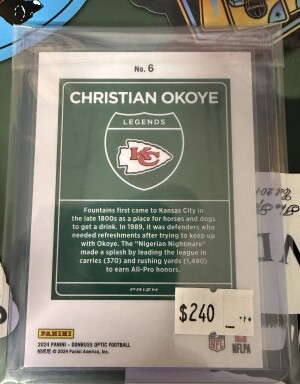 No. 6
CHRISTIAN OKOYE
LEGENDS
KC
Fountains first came to Kansas City in
the late 1800s as a place for horses and dogs
to get a drink. In 1989, it was defenders who
needed refreshments after trying to keep up
with Okoye. The "Nigerian Nightmare"
made a splash by leading the league in
carries (370) and rushing yards (1,480)
to earn All-Pro honors.
PRIZM
$240
PANINI
2024 PANINI – DONRUSS OPTIC FOOTBALL
© 2024 Panini America, Inc.
NFL
NFLPA